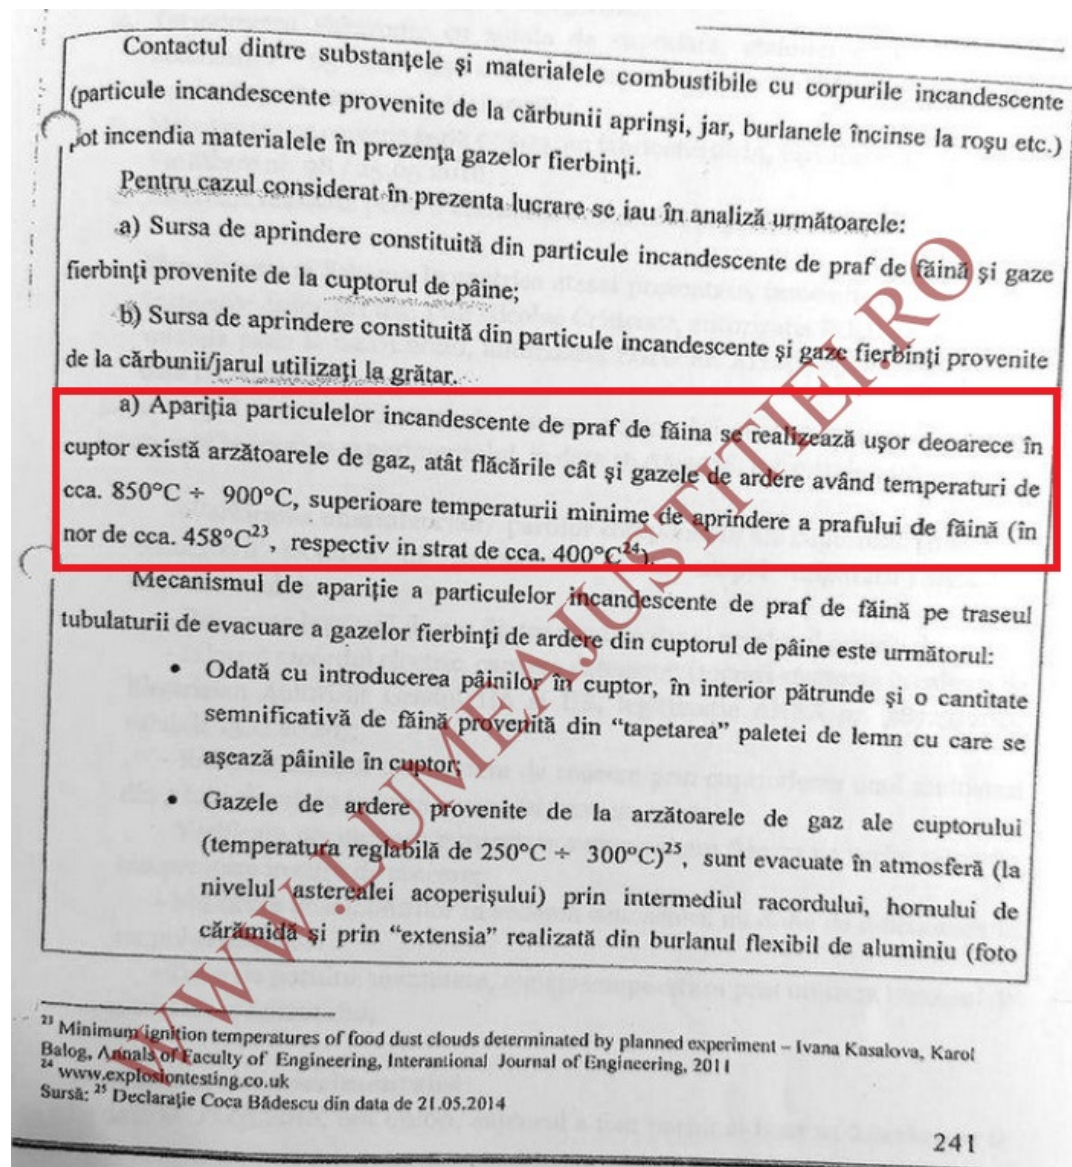 Contactul dintre substanțele și materialele combustibile cu corpurile incandescente
(particule incandescente provenite de la cărbunii aprinși, jar, burlanele încinse la roșu etc.)
pot incendia materialele în prezența gazelor fierbinți.
Pentru cazul considerat în prezenta lucrare se iau în analiză următoarele:
a) Sursa de aprindere constituită din particule incandescente de praf de făină și gaze
fierbinți provenite de la cuptorul de pâine;
b) Sursa de aprindere constituită din particule incandescente și gaze fierbinți provenite
de la cărbunii/jarul utilizați la grătar.
a) Apariția particulelor incandescente de praf de făina se realizează ușor deoarece în
cuptor există arzătoarele de gaz, atât flăcările cât și gazele de ardere având temperaturi de
cca. 850°C ÷ 900°C, superioare temperaturii minime de aprindere a prafului de făină (în
nor de cca. 458°C²³, respectiv in strat de cca. 400°C²⁴).
Mecanismul de apariție a particulelor incandescente de praf de făină pe traseul
tubulaturii de evacuare a gazelor fierbinți de ardere din cuptorul de pâine este următorul:
• Odată cu introducerea pâinilor în cuptor, în interior pătrunde și o cantitate
semnificativă de făină provenită din “tapetarea” paletei de lemn cu care se
așează pâinile în cuptor;
• Gazele de ardere provenite de la arzătoarele de gaz ale cuptorului
(temperatura reglabilă de 250°C ÷ 300°C)²⁵, sunt evacuate în atmosferă (la
nivelul asterealei acoperișului) prin intermediul racordului, hornului de
cărămidă și prin “extensia” realizată din burlanul flexibil de aluminiu (foto
²³ Minimum ignition temperatures of food dust clouds determinated by planned experiment – Ivana Kasalova, Karol
Balog, Annals of Faculty of Engineering, Interantional Journal of Engineering, 2011
²⁴ www.explosiontesting.co.uk
Sursă: ²⁵ Declarație Coca Bădescu din data de 21.05.2014
241
WWW.LUMEAJUSTITIEI.RO